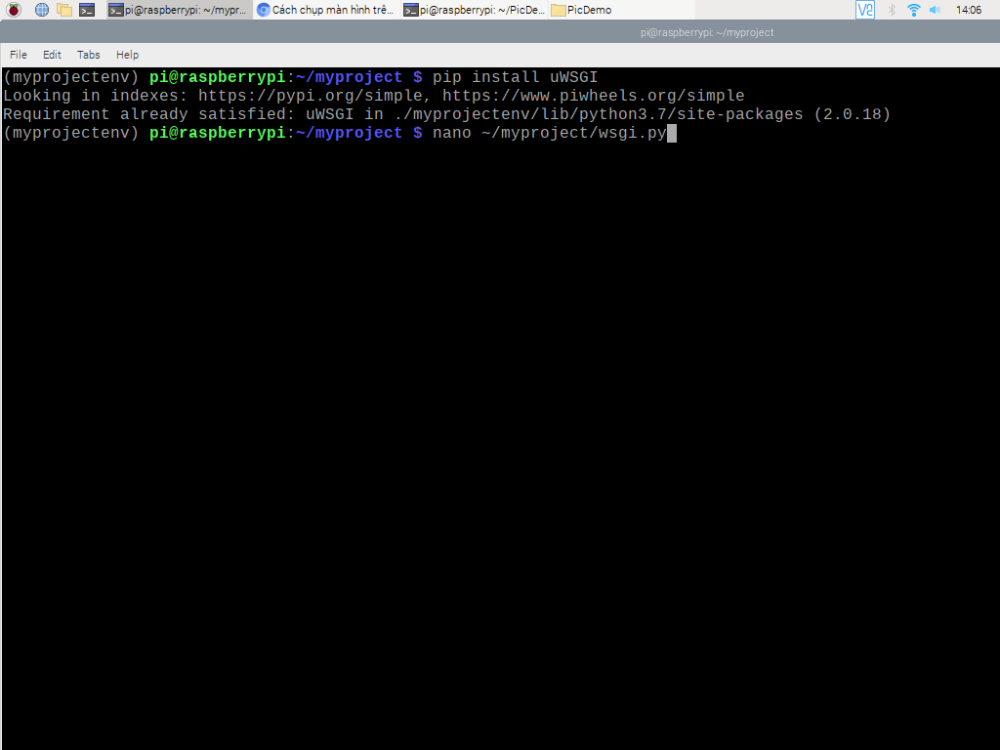 pi@raspberrypi: ~/mypr... Cách chụp màn hình trê... pi@raspberrypi: ~/PicDe... PicDemo V2 14:06
pi@raspberrypi: ~/myproject
File Edit Tabs Help
(myprojectenv) pi@raspberrypi:~/myproject $ pip install uWSGI
Looking in indexes: https://pypi.org/simple, https://www.piwheels.org/simple
Requirement already satisfied: uWSGI in ./myprojectenv/lib/python3.7/site-packages (2.0.18)
(myprojectenv) pi@raspberrypi:~/myproject $ nano ~/myproject/wsgi.py